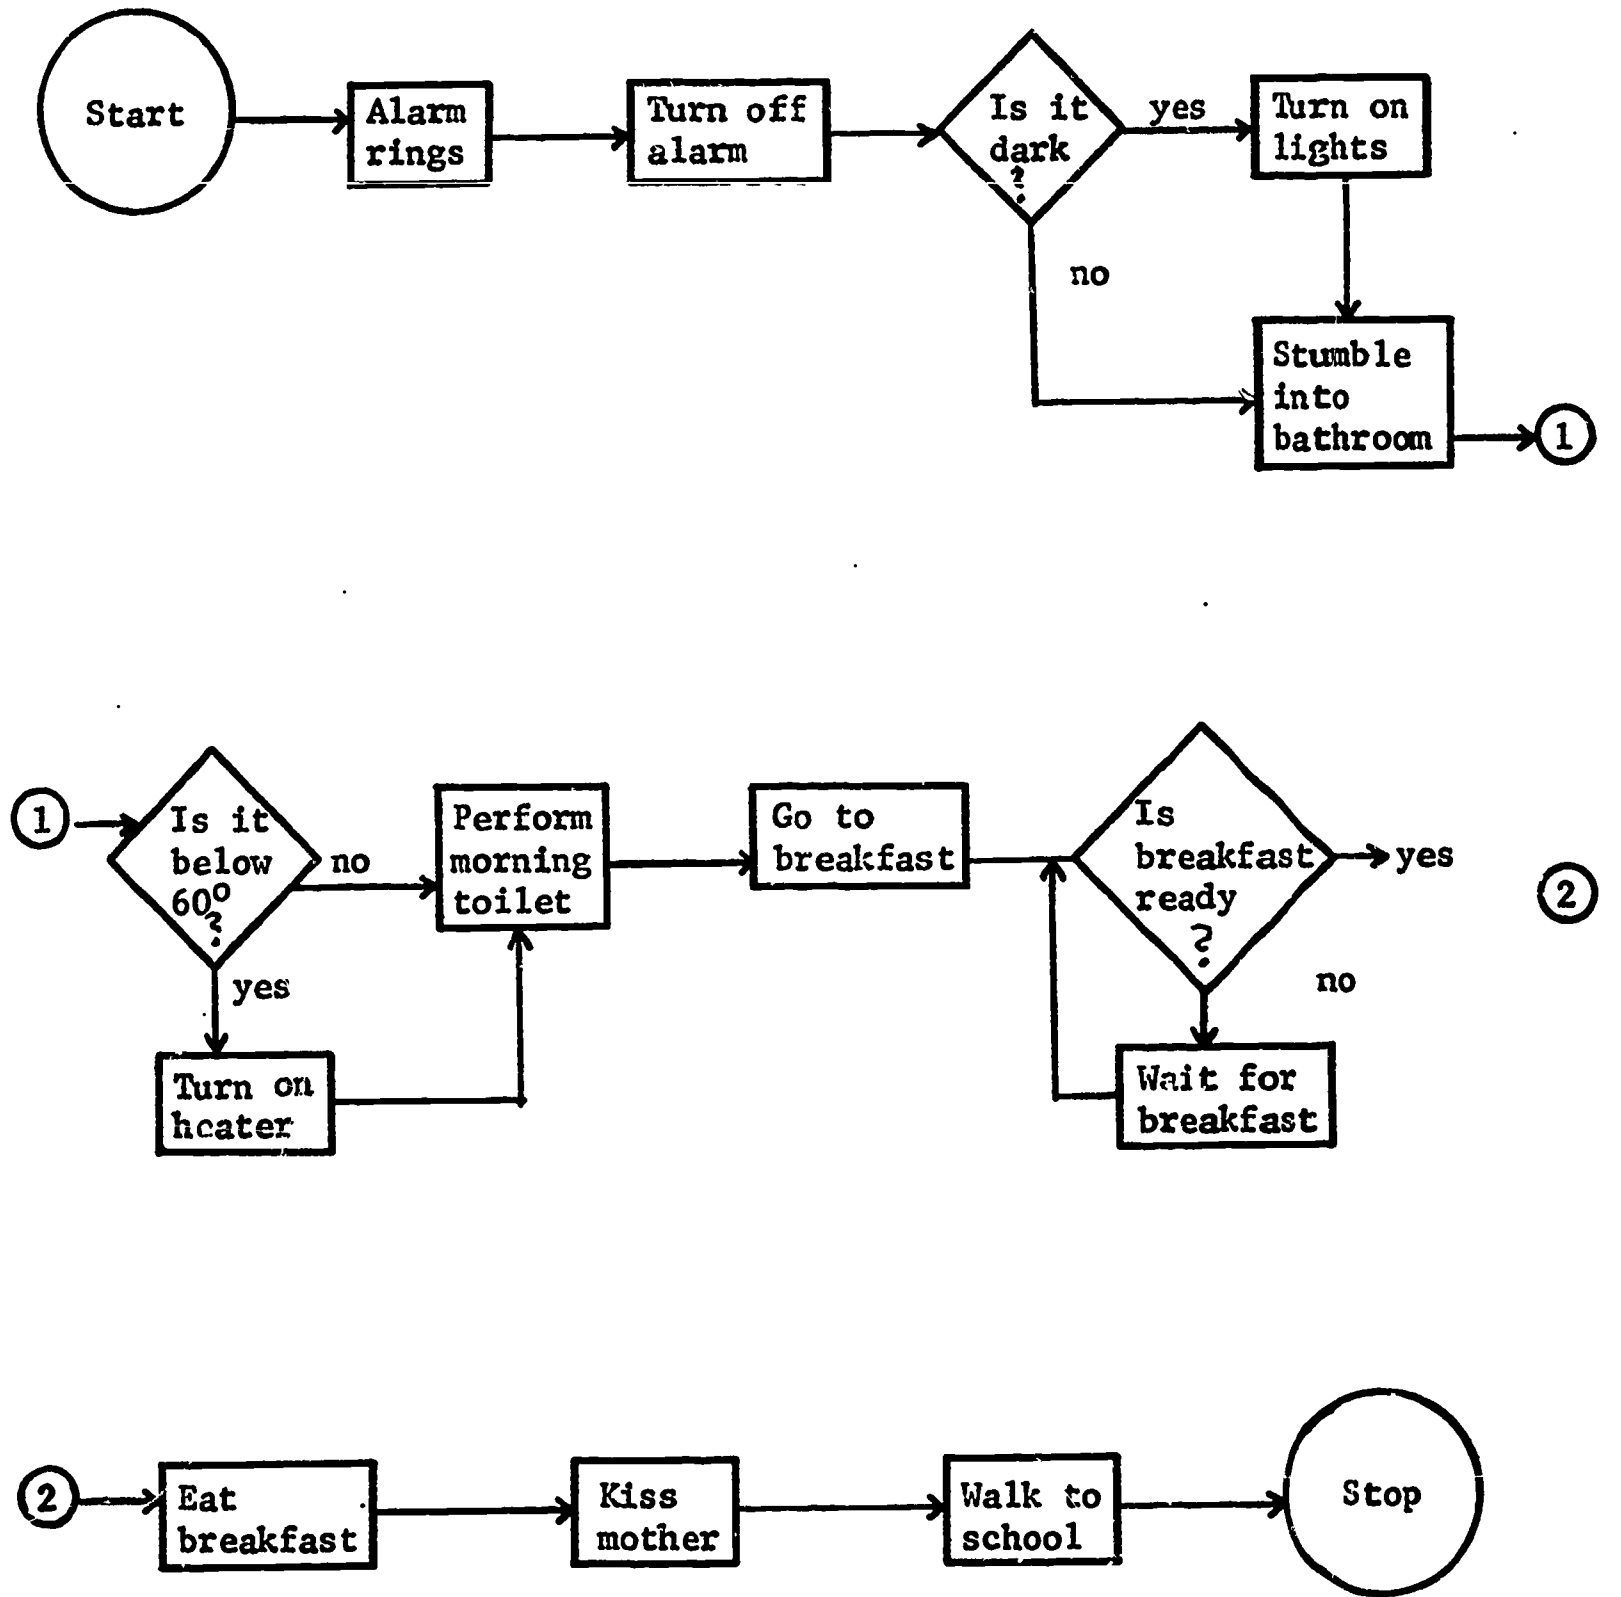 Start
Alarm
rings
Turn off
alarm
Is it
dark
?
yes
Turn on
lights
no
Stumble
into
bathroom
1
1
Is it
below
60°
?
no
yes
Turn on
heater
Perform
morning
toilet
Go to
breakfast
Is
breakfast
ready
?
yes
no
Wait for
breakfast
2
2
Eat
breakfast
Kiss
mother
Walk to
school
Stop